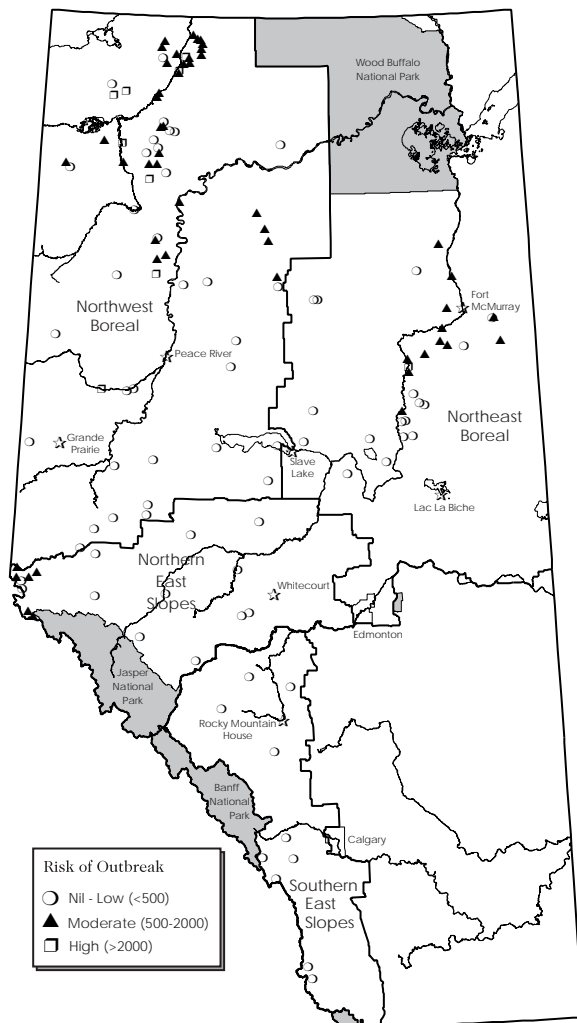 Wood Buffalo
National Park
Fort
McMurray
Northwest
Boreal
Peace River
Northeast
Boreal
Grande
Prairie
Slave
Lake
Lac La Biche
Northern
East
Slopes
Whitecourt
Edmonton
Jasper
National
Park
Rocky Mountain
House
Banff
National
Park
Calgary
Southern
East
Slopes
Risk of Outbreak
Nil - Low (<500)
Moderate (500-2000)
High (>2000)